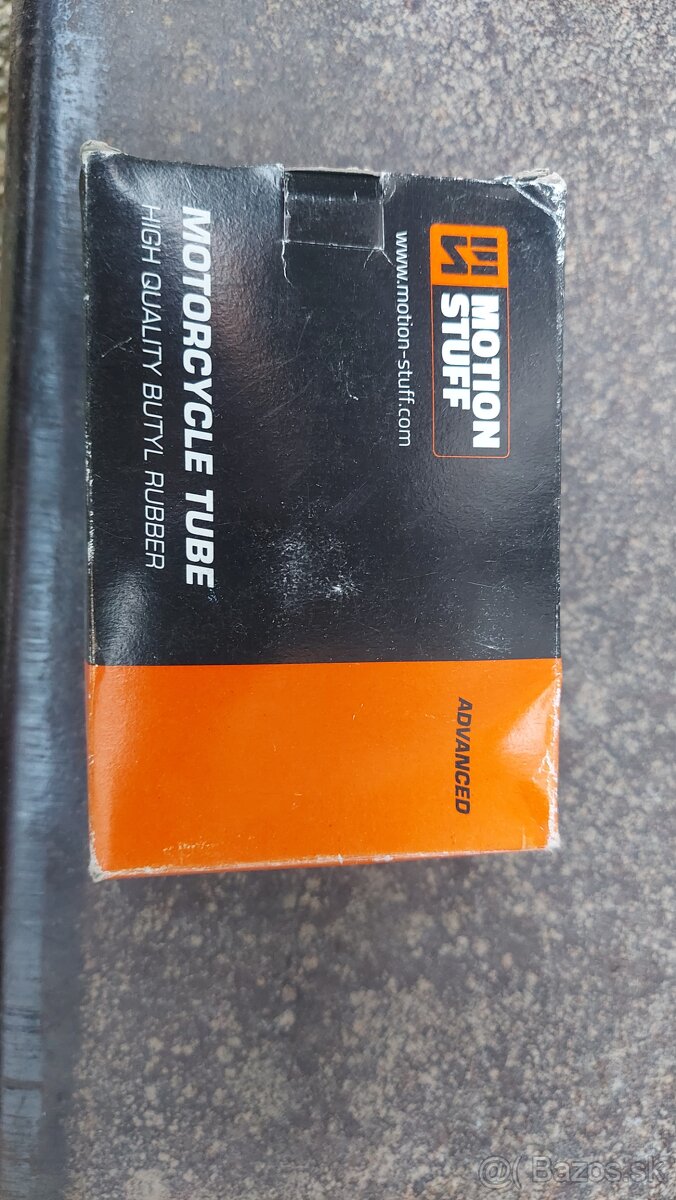 MOTION
STUFF
www.motion-stuff.com
MOTORCYCLE TUBE
HIGH QUALITY BUTYL RUBBER
ADVANCED
@( Bazos.sk